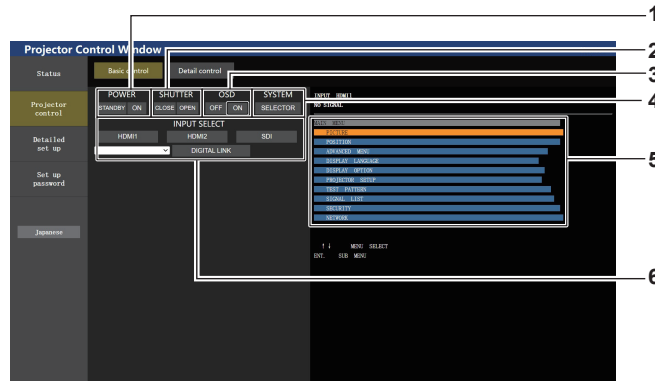 1
Projector Control Window
2
Status
Basic control
Detail control
3
POWER
SHUTTER
OSD
SYSTEM
4
STANDBY
ON
CLOSE
OPEN
OFF
ON
SELECTOR
INPUT SELECT
HDMI1
HDMI2
SDI
DIGITAL LINK
INPUT HDMI1
NO SIGNAL
Projector
control
Detailed
set up
Set up
password
Japanese
MAIN MENU
PICTURE
POSITION
ADVANCED MENU
DISPLAY LANGUAGE
DISPLAY OPTION
PROJECTOR SETUP
TEST PATTERN
SIGNAL LIST
SECURITY
NETWORK
5
↑↓ MENU SELECT
ENT. SUB MENU
6